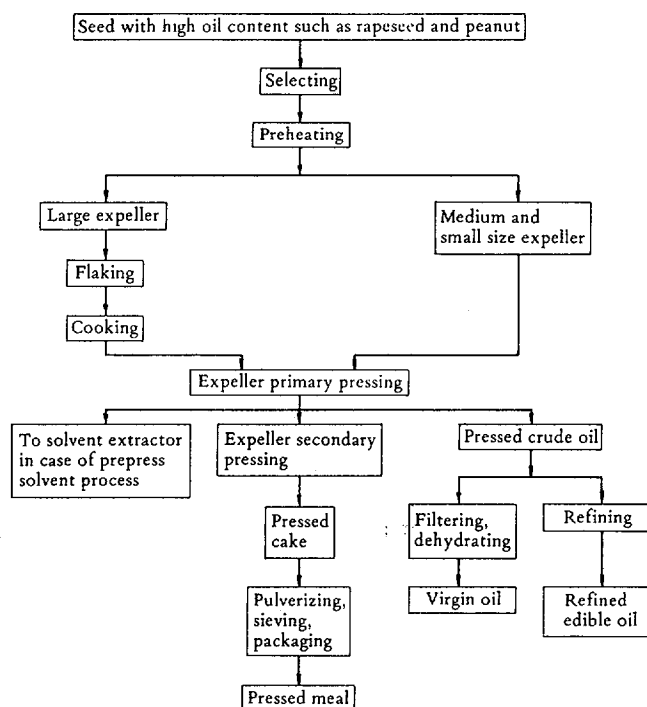 Seed with high oil content such as rapeseed and peanut
Selecting
Preheating
Large expeller
Medium and
small size expeller
Flaking
Cooking
Expeller primary pressing
To solvent extractor
in case of prepress
solvent process
Expeller secondary
pressing
Pressed crude oil
Pressed
cake
Filtering,
dehydrating
Refining
Pulverizing,
sieving,
packaging
Virgin oil
Refined
edible oil
Pressed meal